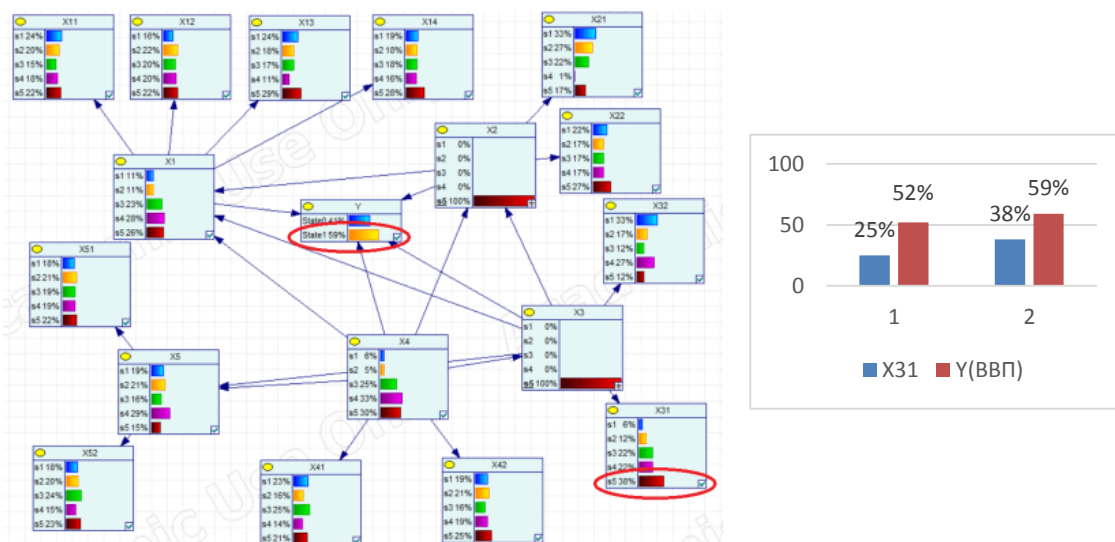 X11
s1 24%
s2 20%
s3 15%
s4 18%
s5 22%
X12
s1 16%
s2 22%
s3 20%
s4 20%
s5 22%
X13
s1 24%
s2 18%
s3 17%
s4 11%
s5 29%
X14
s1 19%
s2 18%
s3 18%
s4 16%
s5 28%
X21
s1 33%
s2 27%
s3 22%
s4 1%
s5 17%
X2
s1 0%
s2 0%
s3 0%
s4 0%
s5 100%
X22
s1 22%
s2 17%
s3 17%
s4 17%
s5 27%
X1
s1 11%
s2 11%
s3 23%
s4 28%
s5 26%
Y
State0 41%
State1 59%
X32
s1 33%
s2 17%
s3 12%
s4 27%
s5 12%
X51
s1 18%
s2 21%
s3 19%
s4 19%
s5 22%
X3
s1 0%
s2 0%
s3 0%
s4 0%
s5 100%
X4
s1 6%
s2 5%
s3 25%
s4 33%
s5 30%
X5
s1 19%
s2 21%
s3 16%
s4 29%
s5 15%
X31
s1 6%
s2 12%
s3 22%
s4 22%
s5 38%
X52
s1 18%
s2 20%
s3 24%
s4 15%
s5 23%
X41
s1 23%
s2 16%
s3 25%
s4 14%
s5 21%
X42
s1 19%
s2 21%
s3 16%
s4 19%
s5 25%
100
50
0
25%
52%
38%
59%
1
2
X31
Y(ВВП)